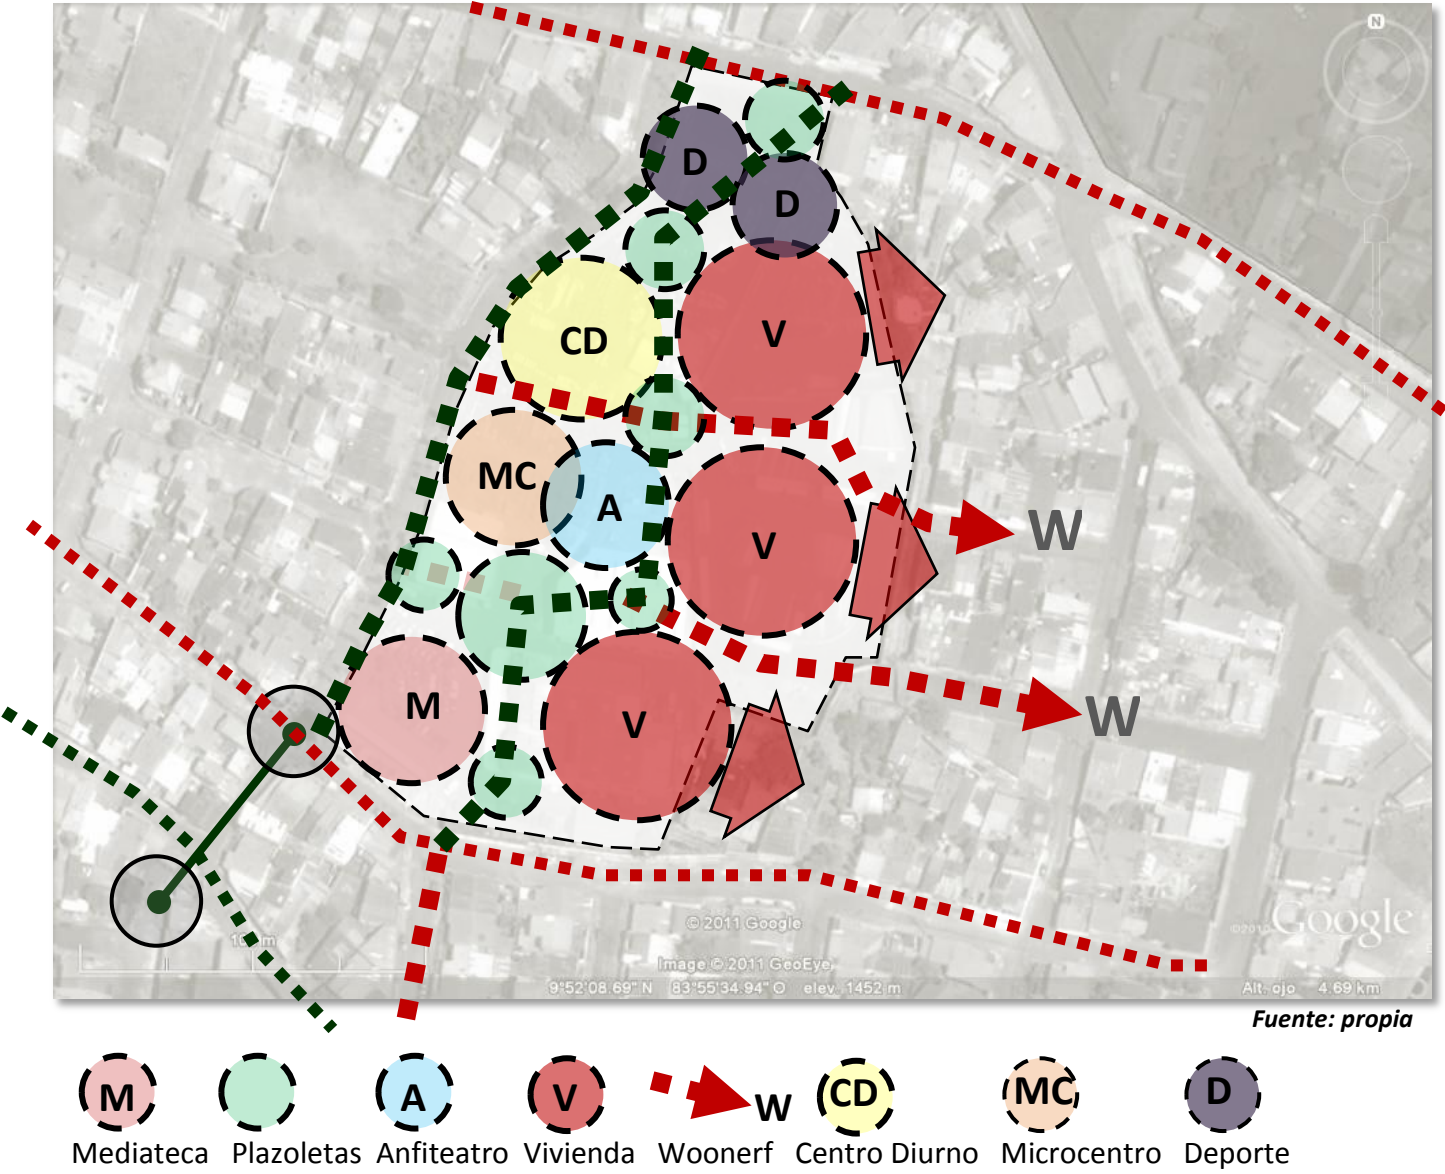 N
D
D
CD
V
MC
A
V
W
M
V
W
© 2011 Google
Google
Image © 2011 GeoEye
9°52'08.69" N 83°55'34.94" O elev. 1452 m
Alt. ojo 4.69 km
Fuente: propia
M A V W CD MC D
Mediateca Plazoletas Anfiteatro Vivienda Woonerf Centro Diurno Microcentro Deporte